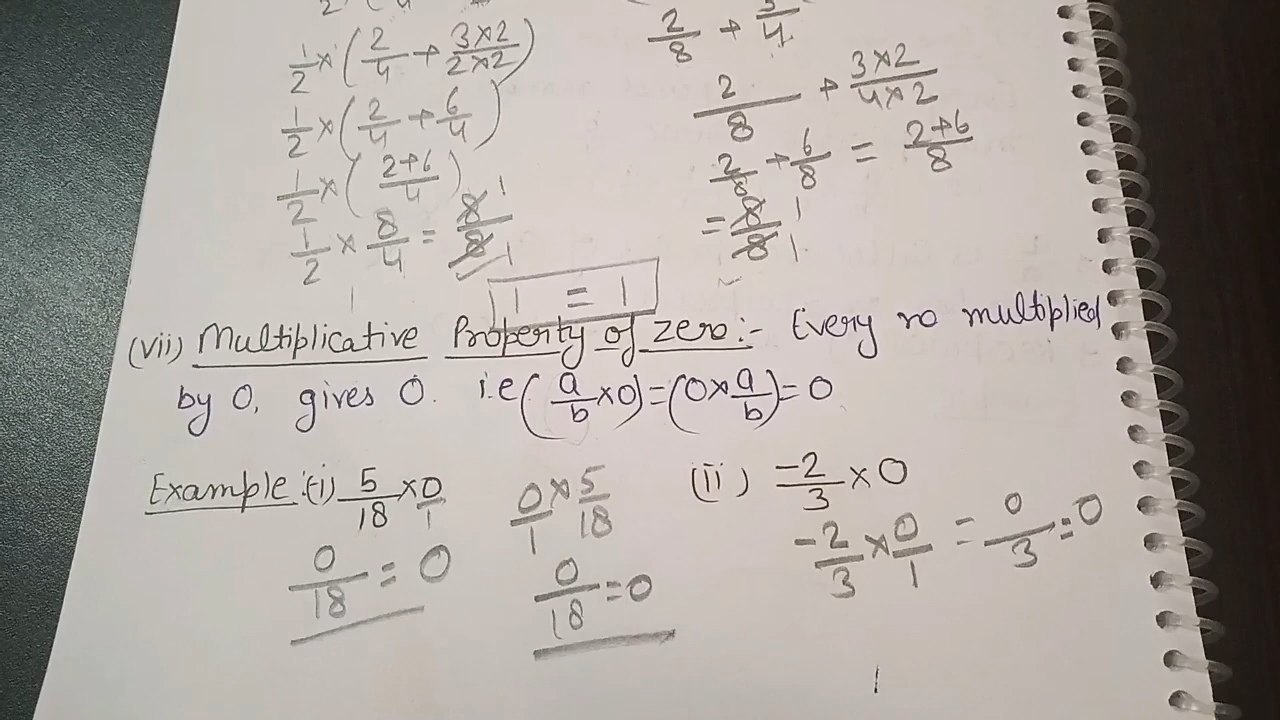 1/2 × (2/4 + 3×2/2×2)
1/2 × (2/4 + 6/4)
1/2 × (2+6/4)
1/2 × 8/4 = 8/8 1 1
2/8 + 3/4
2/8 + 3×2/4×2
2/8 + 6/8 = 2+6/8
= 8/8 1 1
1 = 1
(vii) Multiplicative Property of zero:- Every no multiplied
by 0, gives 0. i.e (a/b ×0)=(0× a/b)=0
Example:(i) 5/18 × 0/1
0/18 = 0
0/1 × 5/18
0/18 = 0
(ii) -2/3 × 0
-2/3 × 0/1 = 0/3 = 0